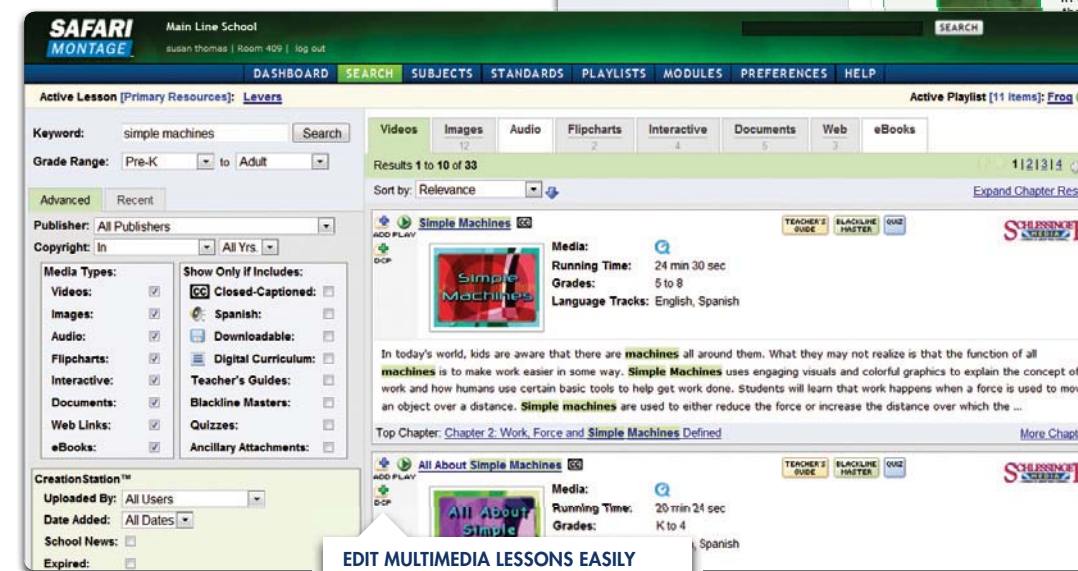 SAFARI
MONTAGE
Main Line School
susan thomas | Room 409 | log out
SEARCH
DASHBOARD SEARCH SUBJECTS STANDARDS PLAYLISTS MODULES PREFERENCES HELP
Active Lesson [Primary Resources]: Levers
Active Playlist [11 items]: Frog
Keyword: simple machines Search
Grade Range: Pre-K to Adult
Advanced Recent
Publisher: All Publishers
Copyright: In All Yrs.
Media Types:
Videos:
Images:
Audio:
Flipcharts:
Interactive:
Documents:
Web Links:
eBooks:
Show Only if Includes:
CC Closed-Captioned:
Spanish:
Downloadable:
Digital Curriculum:
Teacher's Guides:
Blackline Masters:
Quizzes:
Ancillary Attachments:
CreationStation™
Uploaded By: All Users
Date Added: All Dates
School News:
Expired:
Videos Images Audio Flipcharts Interactive Documents Web eBooks
12 2 4 5 3
Results 1 to 10 of 33
1|2|3|4
Sort by: Relevance
Expand Chapter Res
ADD PLAY
Simple Machines CC
TEACHER'S GUIDE BLACKLINE MASTER QUIZ
SCHLESSINGER
MEDIA
DCP
Simple
Machines
Media:
Running Time: 24 min 30 sec
Grades: 5 to 8
Language Tracks: English, Spanish
In today's world, kids are aware that there are machines all around them. What they may not realize is that the function of all
machines is to make work easier in some way. Simple Machines uses engaging visuals and colorful graphics to explain the concept of
work and how humans use certain basic tools to help get work done. Students will learn that work happens when a force is used to mov
an object over a distance. Simple machines are used to either reduce the force or increase the distance over which the ...
Top Chapter: Chapter 2: Work, Force and Simple Machines Defined
More Chapt
ADD PLAY
All About Simple Machines CC
TEACHER'S GUIDE BLACKLINE MASTER QUIZ
SCHLESSINGER
MEDIA
DCP
All About
Simple
Media:
Running Time: 20 min 24 sec
Grades: K to 4
, Spanish
EDIT MULTIMEDIA LESSONS EASILY